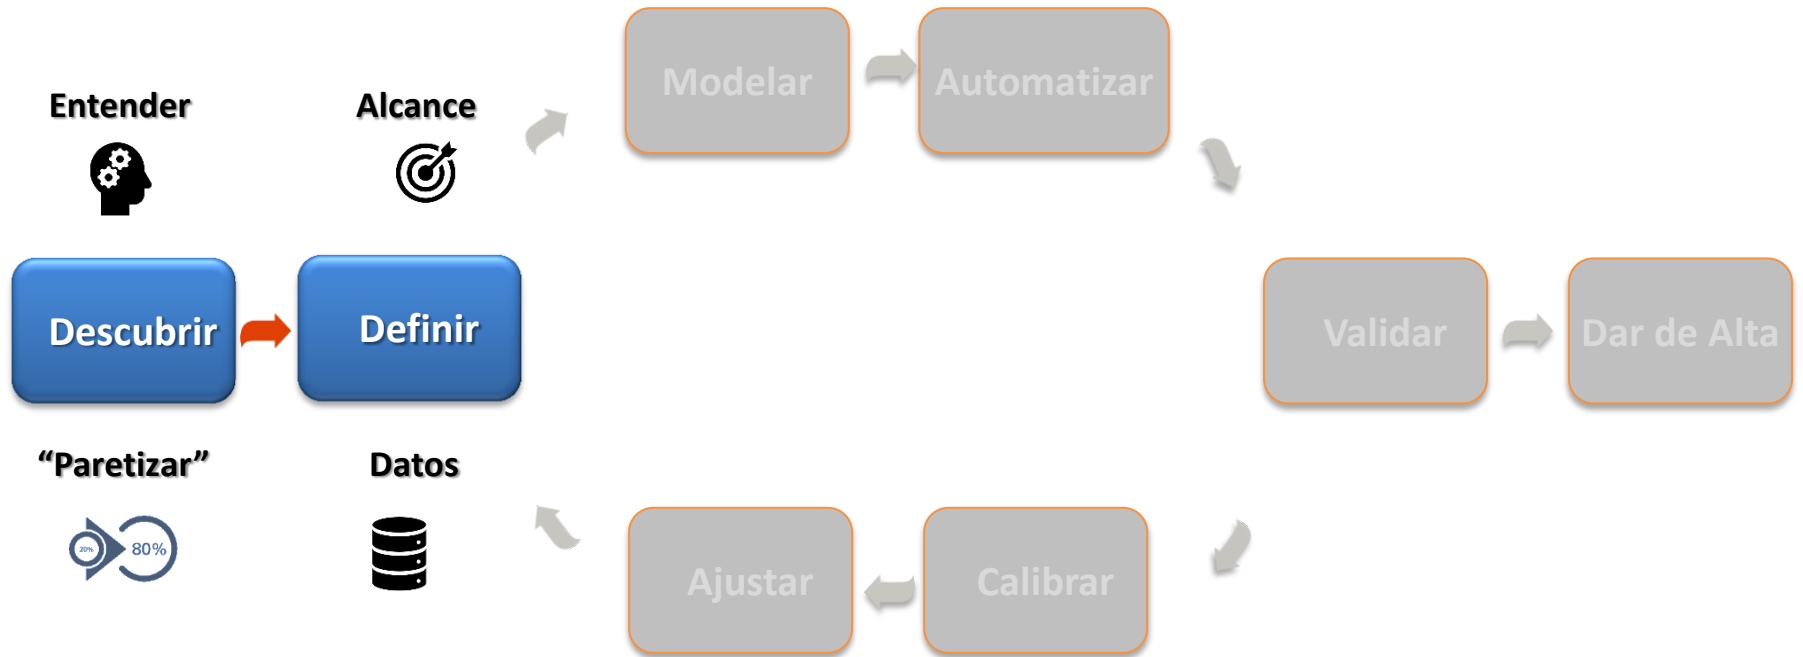 Modelar
Automatizar
Entender
Alcance
Descubrir
Definir
Validar
Dar de Alta
“Paretizar”
Datos
20%
80%
Ajustar
Calibrar